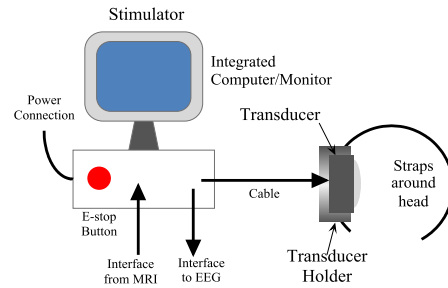 Stimulator
Integrated
Computer/Monitor
Power
Connection
Transducer
Straps
around
head
Cable
E-stop
Button
Interface
from MRI
Interface
to EEG
Transducer
Holder